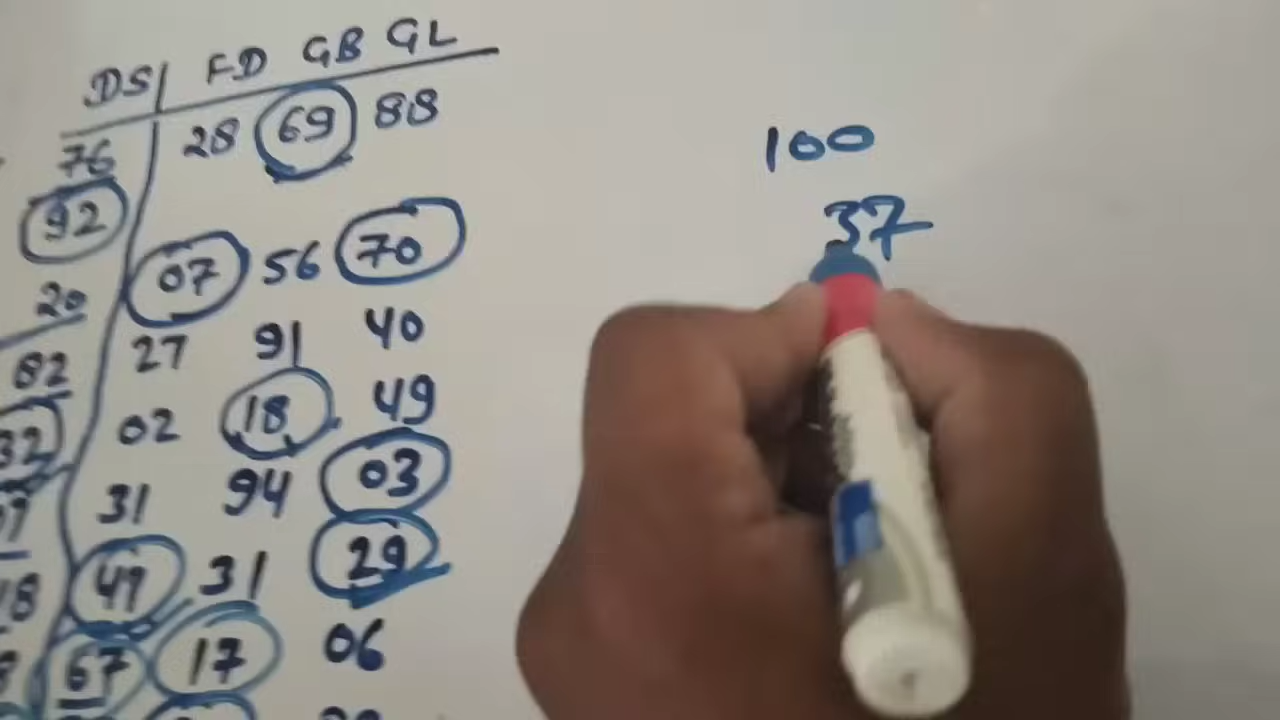 DS FD GB GL
76 28 69 88
92
20 07 56 70
82 27 91 40
32 02 18 49
31 94 03
18 47 31 29
67 17 06
100
37